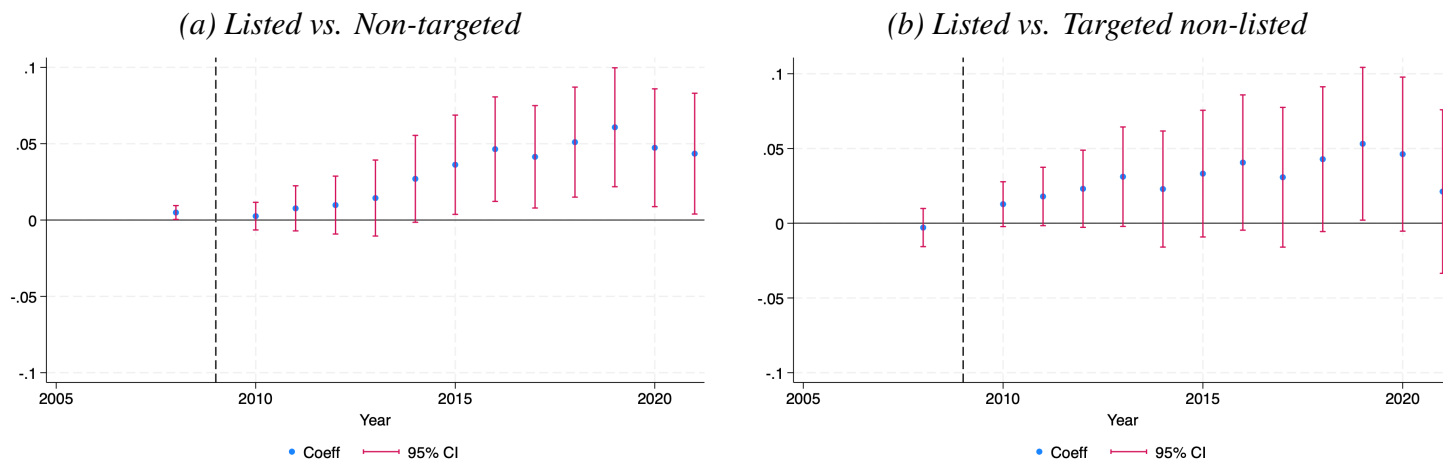 (a) Listed vs. Non-targeted
.1
.05
0
-.05
-.1
2005
2010
2015
2020
Year
Coeff
95% CI
(b) Listed vs. Targeted non-listed
.1
.05
0
-.05
-.1
2005
2010
2015
2020
Year
Coeff
95% CI